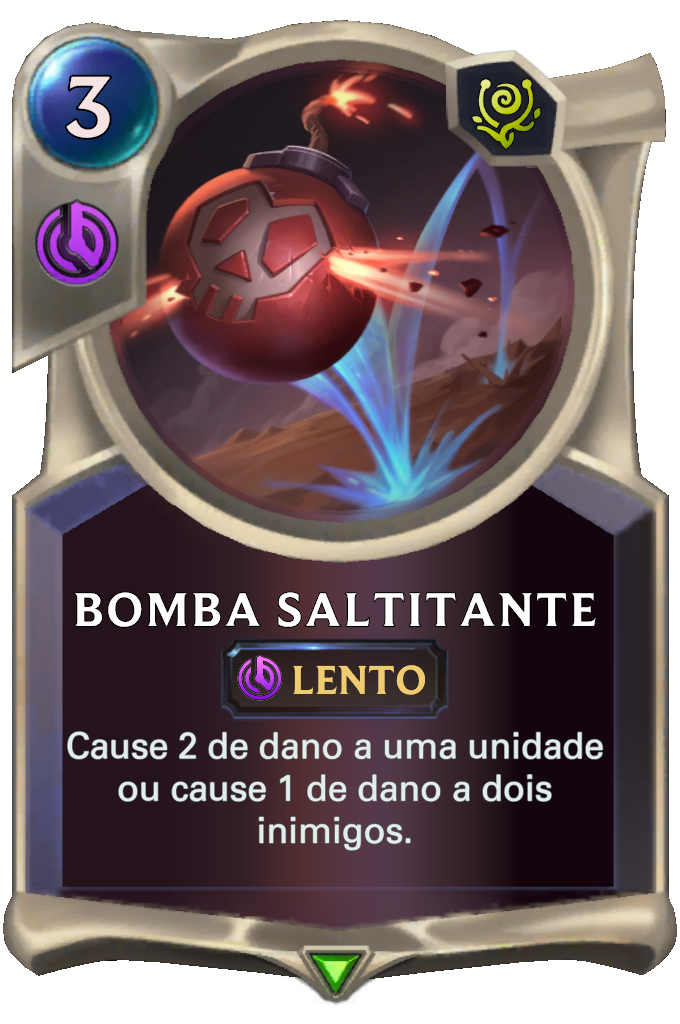 3
BOMBA SALTITANTE
LENTO
Cause 2 de dano a uma unidade
ou cause 1 de dano a dois
inimigos.